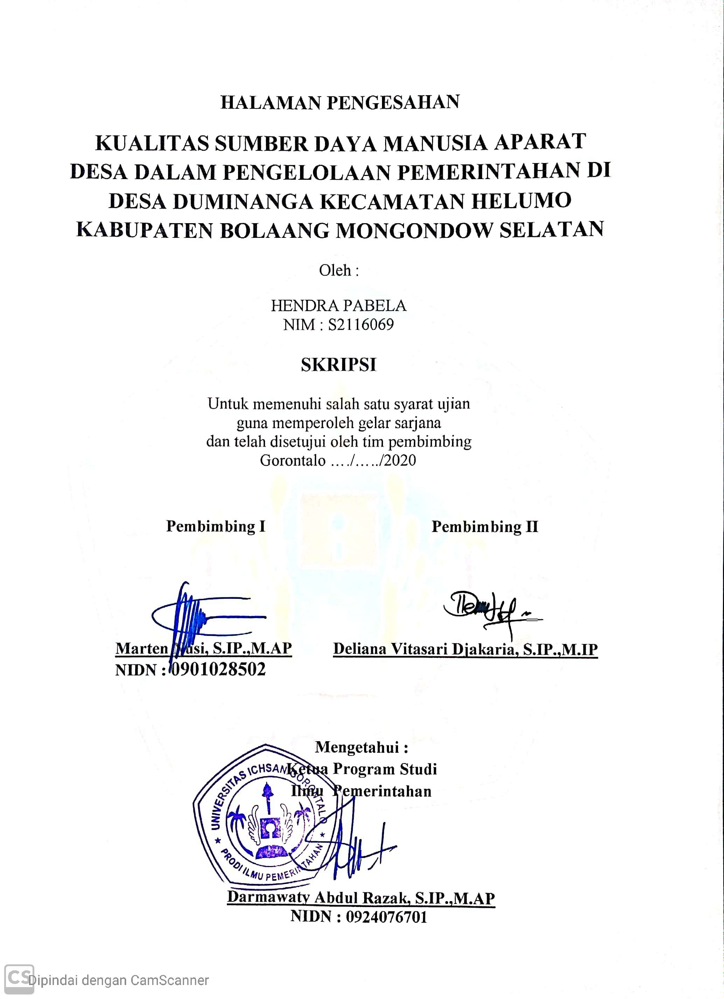 HALAMAN PENGESAHAN
KUALITAS SUMBER DAYA MANUSIA APARAT
DESA DALAM PENGELOLAAN PEMERINTAHAN DI
DESA DUMINANGA KECAMATAN HELUMO
KABUPATEN BOLAANG MONGONDOW SELATAN
Oleh :
HENDRA PABELA
NIM : S2116069
SKRIPSI
Untuk memenuhi salah satu syarat ujian
guna memperoleh gelar sarjana
dan telah disetujui oleh tim pembimbing
Gorontalo …./…../2020
Pembimbing I
Pembimbing II
Marten Nusi, S.IP.,M.AP
NIDN : 0901028502
Deliana Vitasari Djakaria, S.IP.,M.IP
Mengetahui :
Ketua Program Studi
Ilmu Pemerintahan
UNIVERSITAS ICHSAN GORONTALO
PRODI ILMU PEMERINTAHAN
Darmawaty Abdul Razak, S.IP.,M.AP
NIDN : 0924076701
CS Dipindai dengan CamScanner